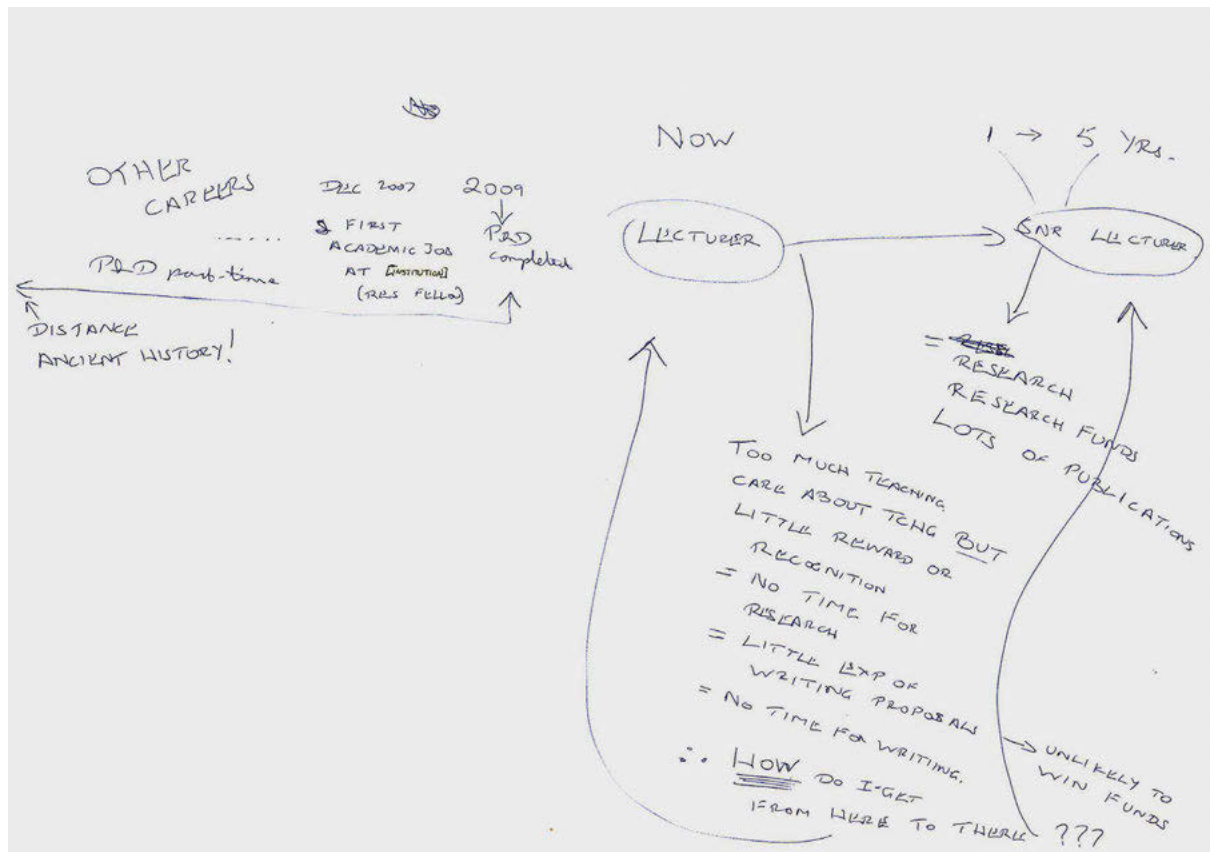 OTHER
CAREERS
.......
PhD part-time
DISTANCE
ANCIENT HISTORY!
DEC 2007
FIRST
ACADEMIC JOB
AT [INSTITUTION]
(RES FELLOW)
2009
PhD
completed
NOW
LECTURER
1 → 5 YRS.
SNR LECTURER
=
RESEARCH
RESEARCH FUNDS
LOTS OF PUBLICATIONS
TOO MUCH TEACHING
CARE ABOUT TCHG BUT
LITTLE REWARD OR
RECOGNITION
= NO TIME FOR
RESEARCH
= LITTLE EXP OF
WRITING PROPOSALS
→ UNLIKELY TO
WIN FUNDS
= NO TIME FOR WRITING.
∴ HOW DO I GET
FROM HERE TO THERE ???